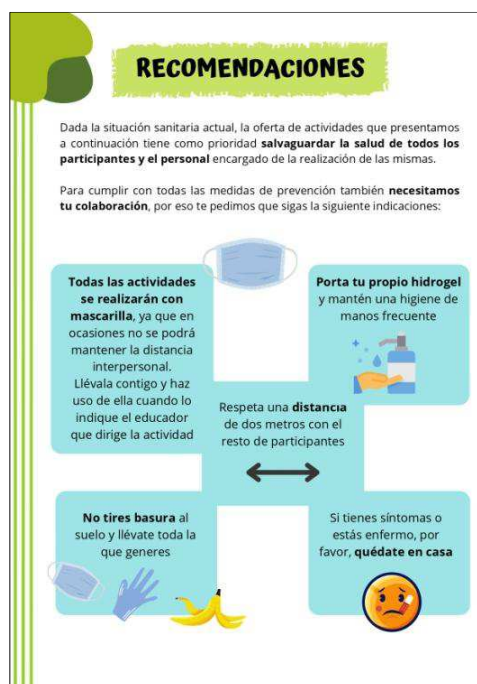 RECOMENDACIONES
Dada la situación sanitaria actual, la oferta de actividades que presentamos
a continuación tiene como prioridad salvaguardar la salud de todos los
participantes y el personal encargado de la realización de las mismas.
Para cumplir con todas las medidas de prevención también necesitamos
tu colaboración, por eso te pedimos que sigas la siguiente indicaciones:
Todas las actividades
se realizarán con
mascarilla, ya que en
ocasiones no se podrá
mantener la distancia
interpersonal.
Llévala contigo y haz
uso de ella cuando lo
indique el educador
que dirige la actividad
Porta tu propio hidrogel
y mantén una higiene de
manos frecuente
Respeta una distancia
de dos metros con el
resto de participantes
No tires basura al
suelo y llévate toda la
que generes
Si tienes síntomas o
estás enfermo, por
favor, quédate en casa